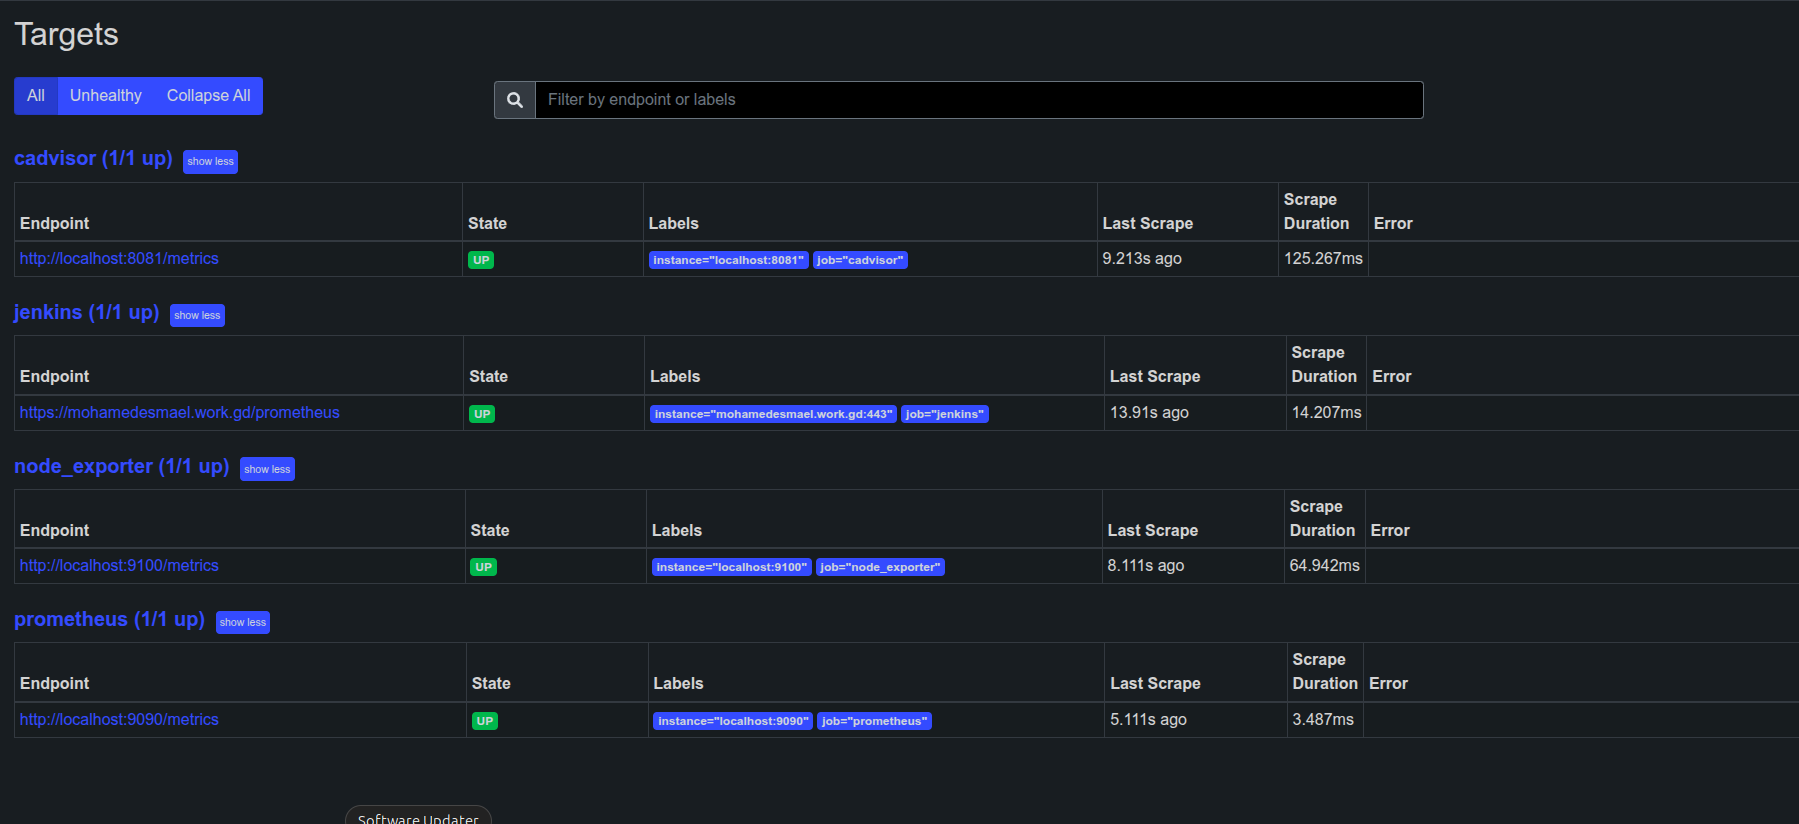 Targets
All Unhealthy Collapse All
Filter by endpoint or labels
cadvisor (1/1 up) show less
Endpoint State Labels Last Scrape Scrape Duration Error
http://localhost:8081/metrics UP instance="localhost:8081" job="cadvisor" 9.213s ago 125.267ms
jenkins (1/1 up) show less
Endpoint State Labels Last Scrape Scrape Duration Error
https://mohamedesmael.work.gd/prometheus UP instance="mohamedesmael.work.gd:443" job="jenkins" 13.91s ago 14.207ms
node_exporter (1/1 up) show less
Endpoint State Labels Last Scrape Scrape Duration Error
http://localhost:9100/metrics UP instance="localhost:9100" job="node_exporter" 8.111s ago 64.942ms
prometheus (1/1 up) show less
Endpoint State Labels Last Scrape Scrape Duration Error
http://localhost:9090/metrics UP instance="localhost:9090" job="prometheus" 5.111s ago 3.487ms
Software Updater